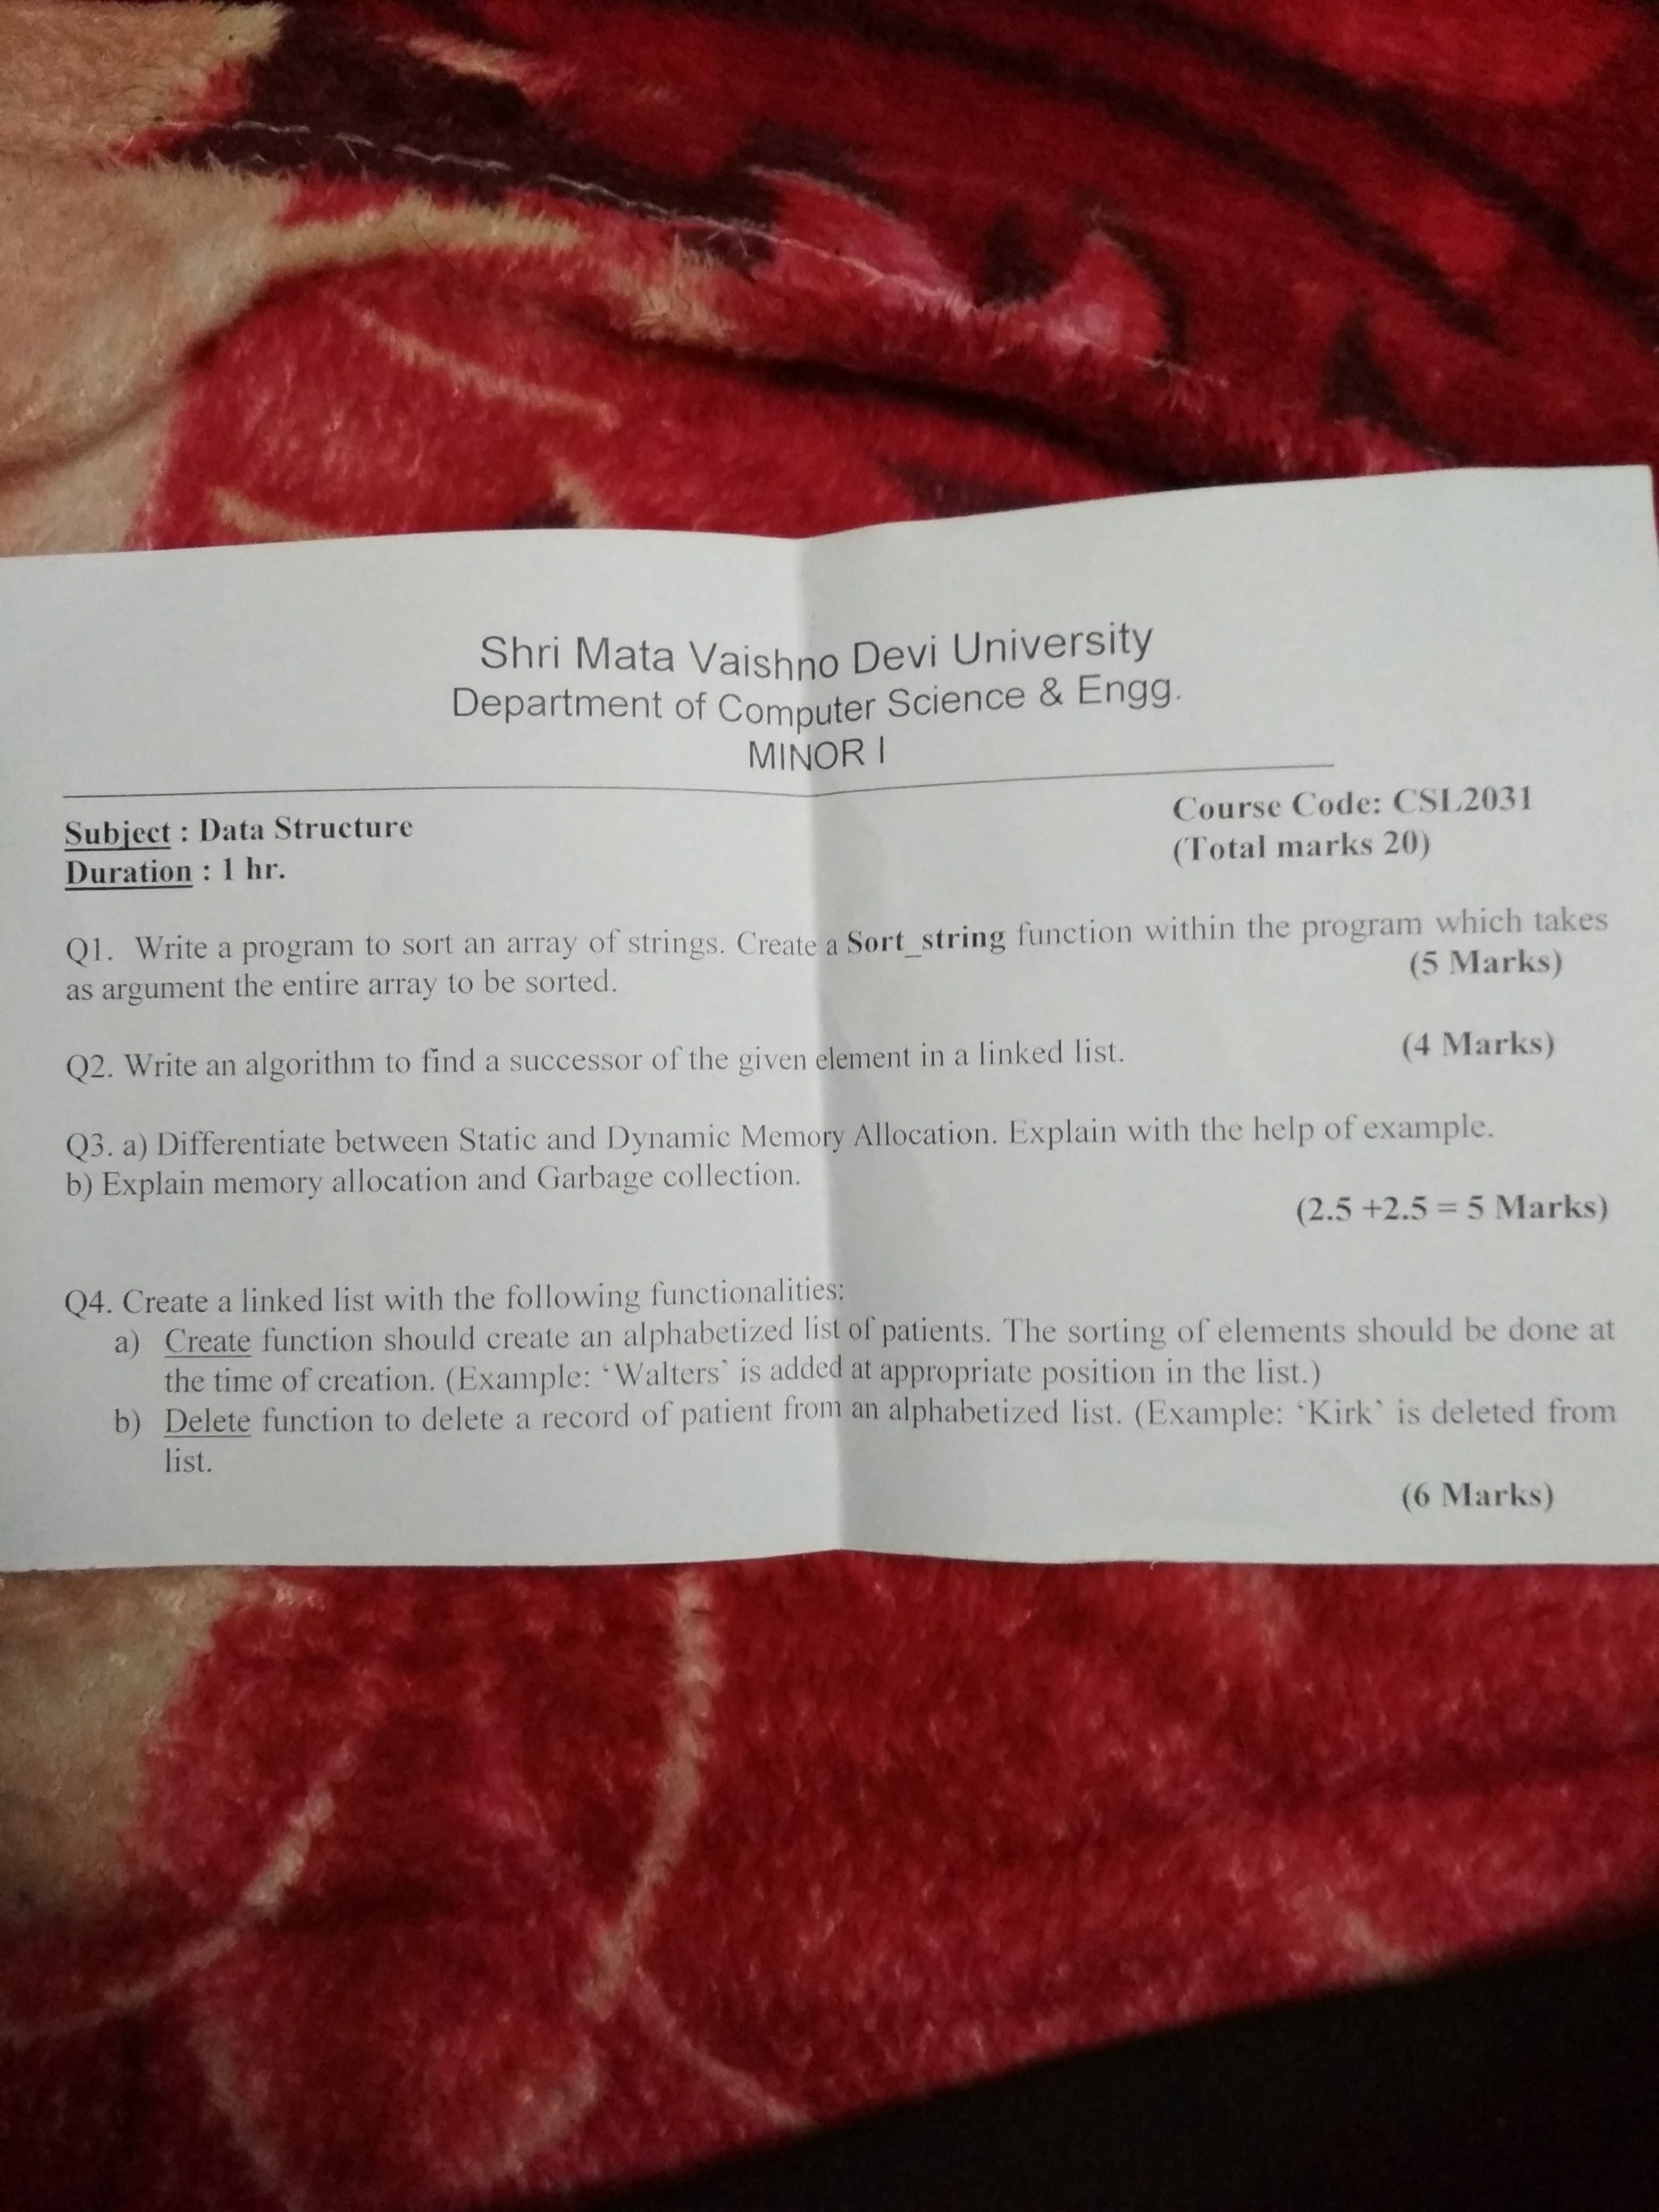 Shri Mata Vaishno Devi University
Department of Computer Science & Engg.
MINOR I
Subject : Data Structure
Course Code: CSL2031
Duration : 1 hr.
(Total marks 20)
Q1. Write a program to sort an array of strings. Create a Sort_string function within the program which takes
as argument the entire array to be sorted.
(5 Marks)
Q2. Write an algorithm to find a successor of the given element in a linked list.
(4 Marks)
Q3. a) Differentiate between Static and Dynamic Memory Allocation. Explain with the help of example.
b) Explain memory allocation and Garbage collection.
(2.5 +2.5 = 5 Marks)
Q4. Create a linked list with the following functionalities:
a) Create function should create an alphabetized list of patients. The sorting of elements should be done at
the time of creation. (Example: ‘Walters’ is added at appropriate position in the list.)
b) Delete function to delete a record of patient from an alphabetized list. (Example: ‘Kirk’ is deleted from
list.
(6 Marks)